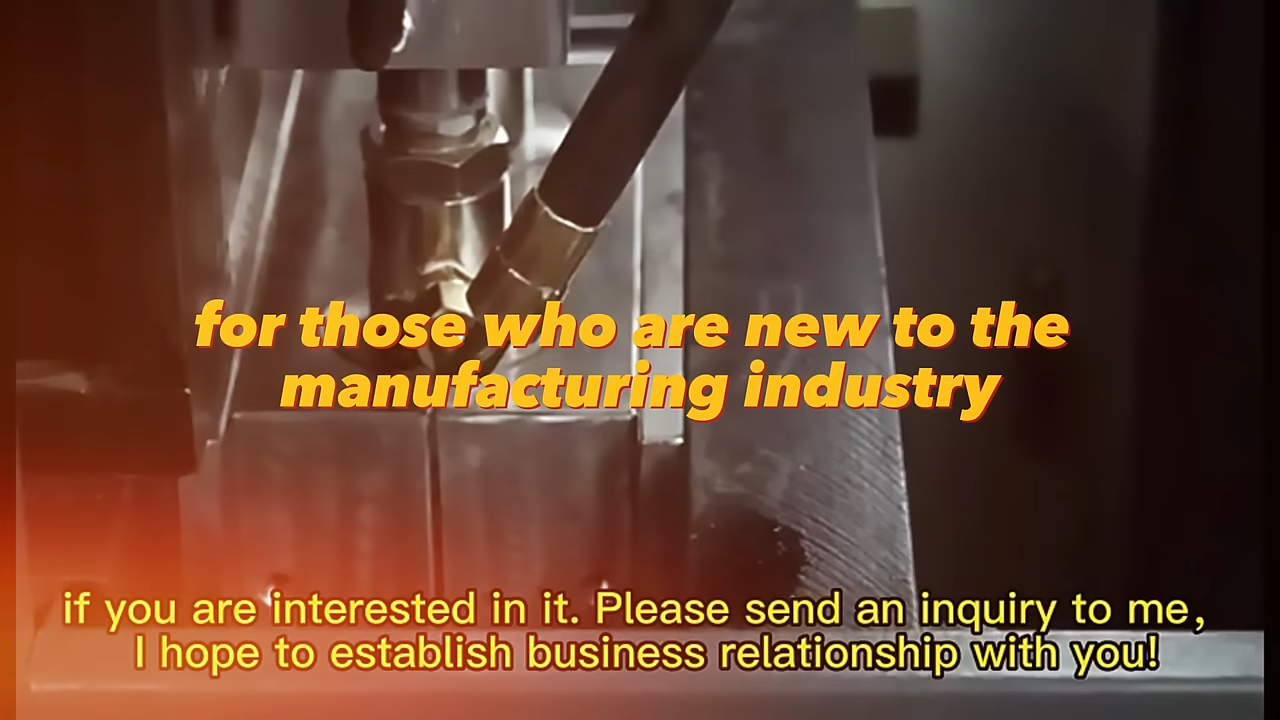 for those who are new to the
manufacturing industry
if you are interested in it. Please send an inquiry to me,
I hope to establish business relationship with you!